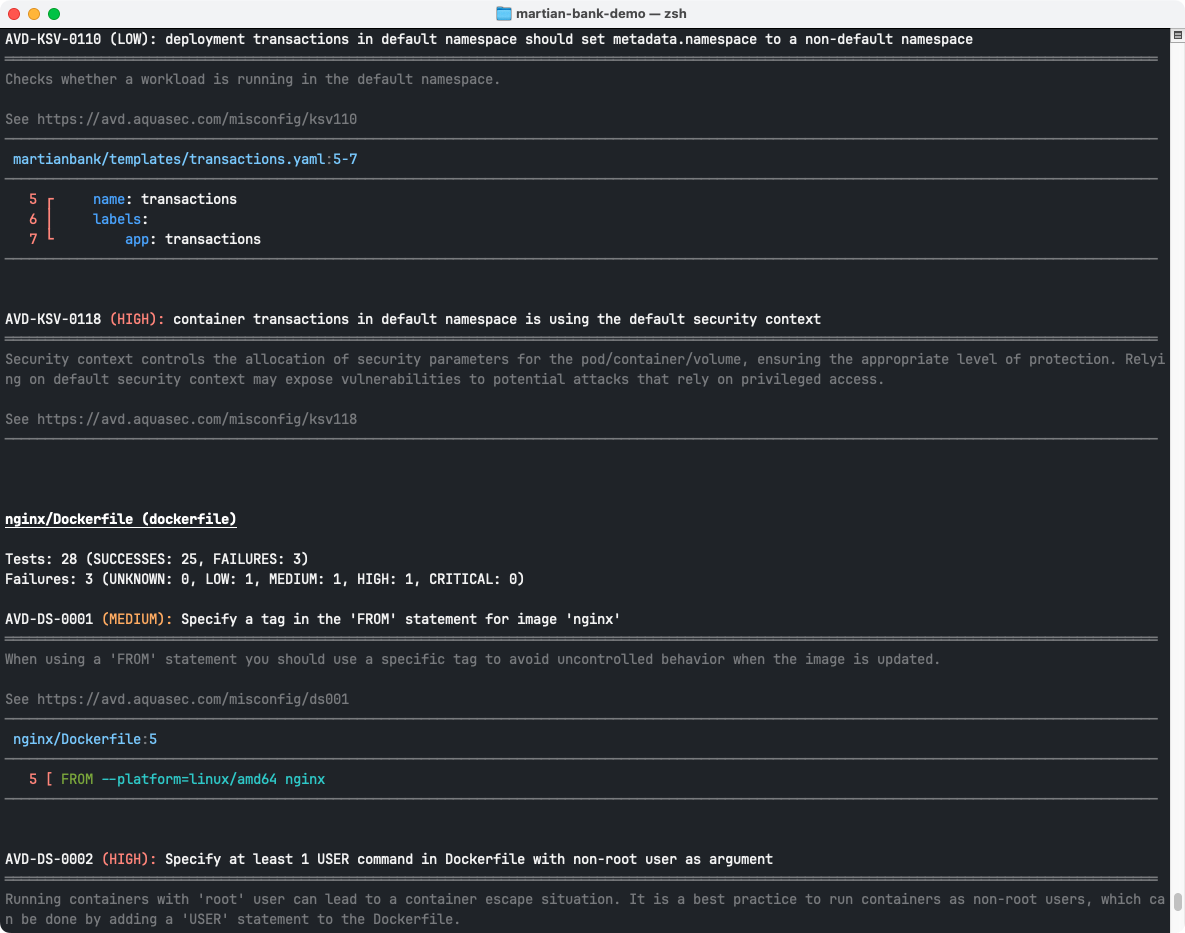 martian-bank-demo — zsh
AVD-KSV-0110 (LOW): deployment transactions in default namespace should set metadata.namespace to a non-default namespace
Checks whether a workload is running in the default namespace.
See https://avd.aquasec.com/misconfig/ksv110
martianbank/templates/transactions.yaml:5-7
5 name: transactions
6 labels:
7 app: transactions
AVD-KSV-0118 (HIGH): container transactions in default namespace is using the default security context
Security context controls the allocation of security parameters for the pod/container/volume, ensuring the appropriate level of protection. Relyi
ng on default security context may expose vulnerabilities to potential attacks that rely on privileged access.
See https://avd.aquasec.com/misconfig/ksv118
nginx/Dockerfile (dockerfile)
Tests: 28 (SUCCESSES: 25, FAILURES: 3)
Failures: 3 (UNKNOWN: 0, LOW: 1, MEDIUM: 1, HIGH: 1, CRITICAL: 0)
AVD-DS-0001 (MEDIUM): Specify a tag in the 'FROM' statement for image 'nginx'
When using a 'FROM' statement you should use a specific tag to avoid uncontrolled behavior when the image is updated.
See https://avd.aquasec.com/misconfig/ds001
nginx/Dockerfile:5
5 [ FROM --platform=linux/amd64 nginx
AVD-DS-0002 (HIGH): Specify at least 1 USER command in Dockerfile with non-root user as argument
Running containers with 'root' user can lead to a container escape situation. It is a best practice to run containers as non-root users, which ca
n be done by adding a 'USER' statement to the Dockerfile.